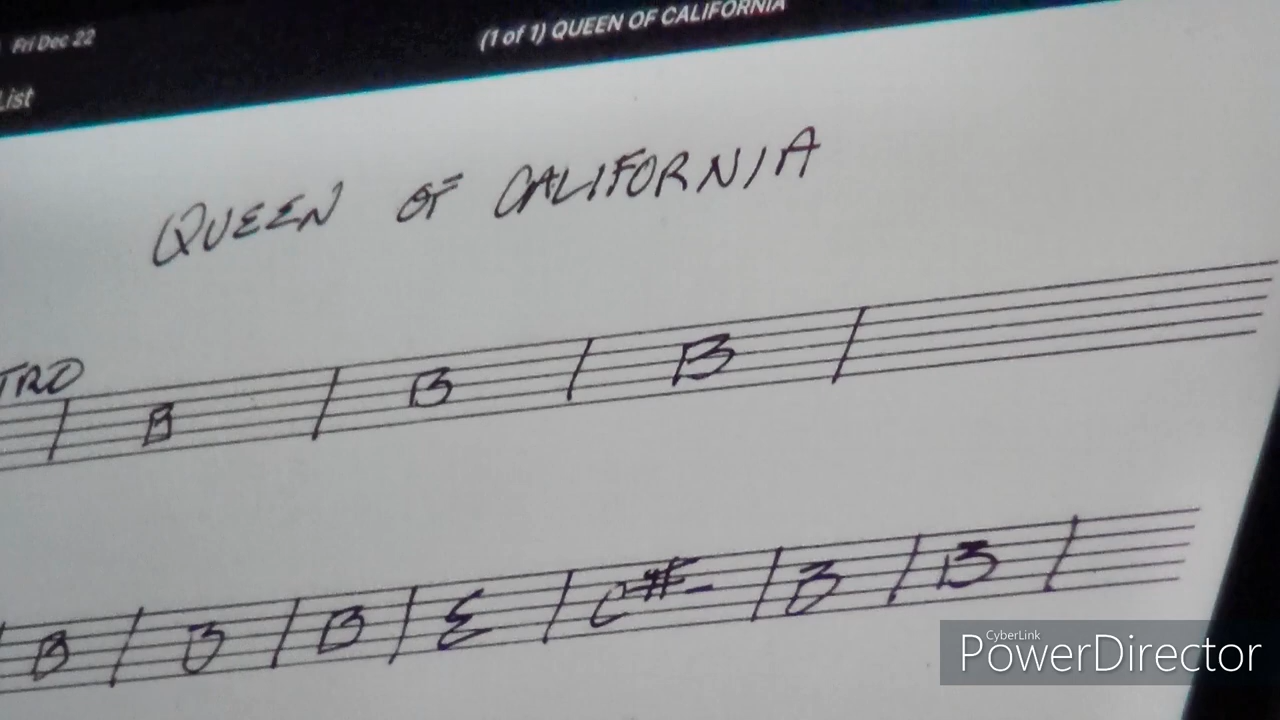 Fri Dec 22
(1 of 1) QUEEN OF CALIFORNIA
List
QUEEN OF CALIFORNIA
TRO
B B B
B B B E C#- B B
CyberLink
PowerDirector